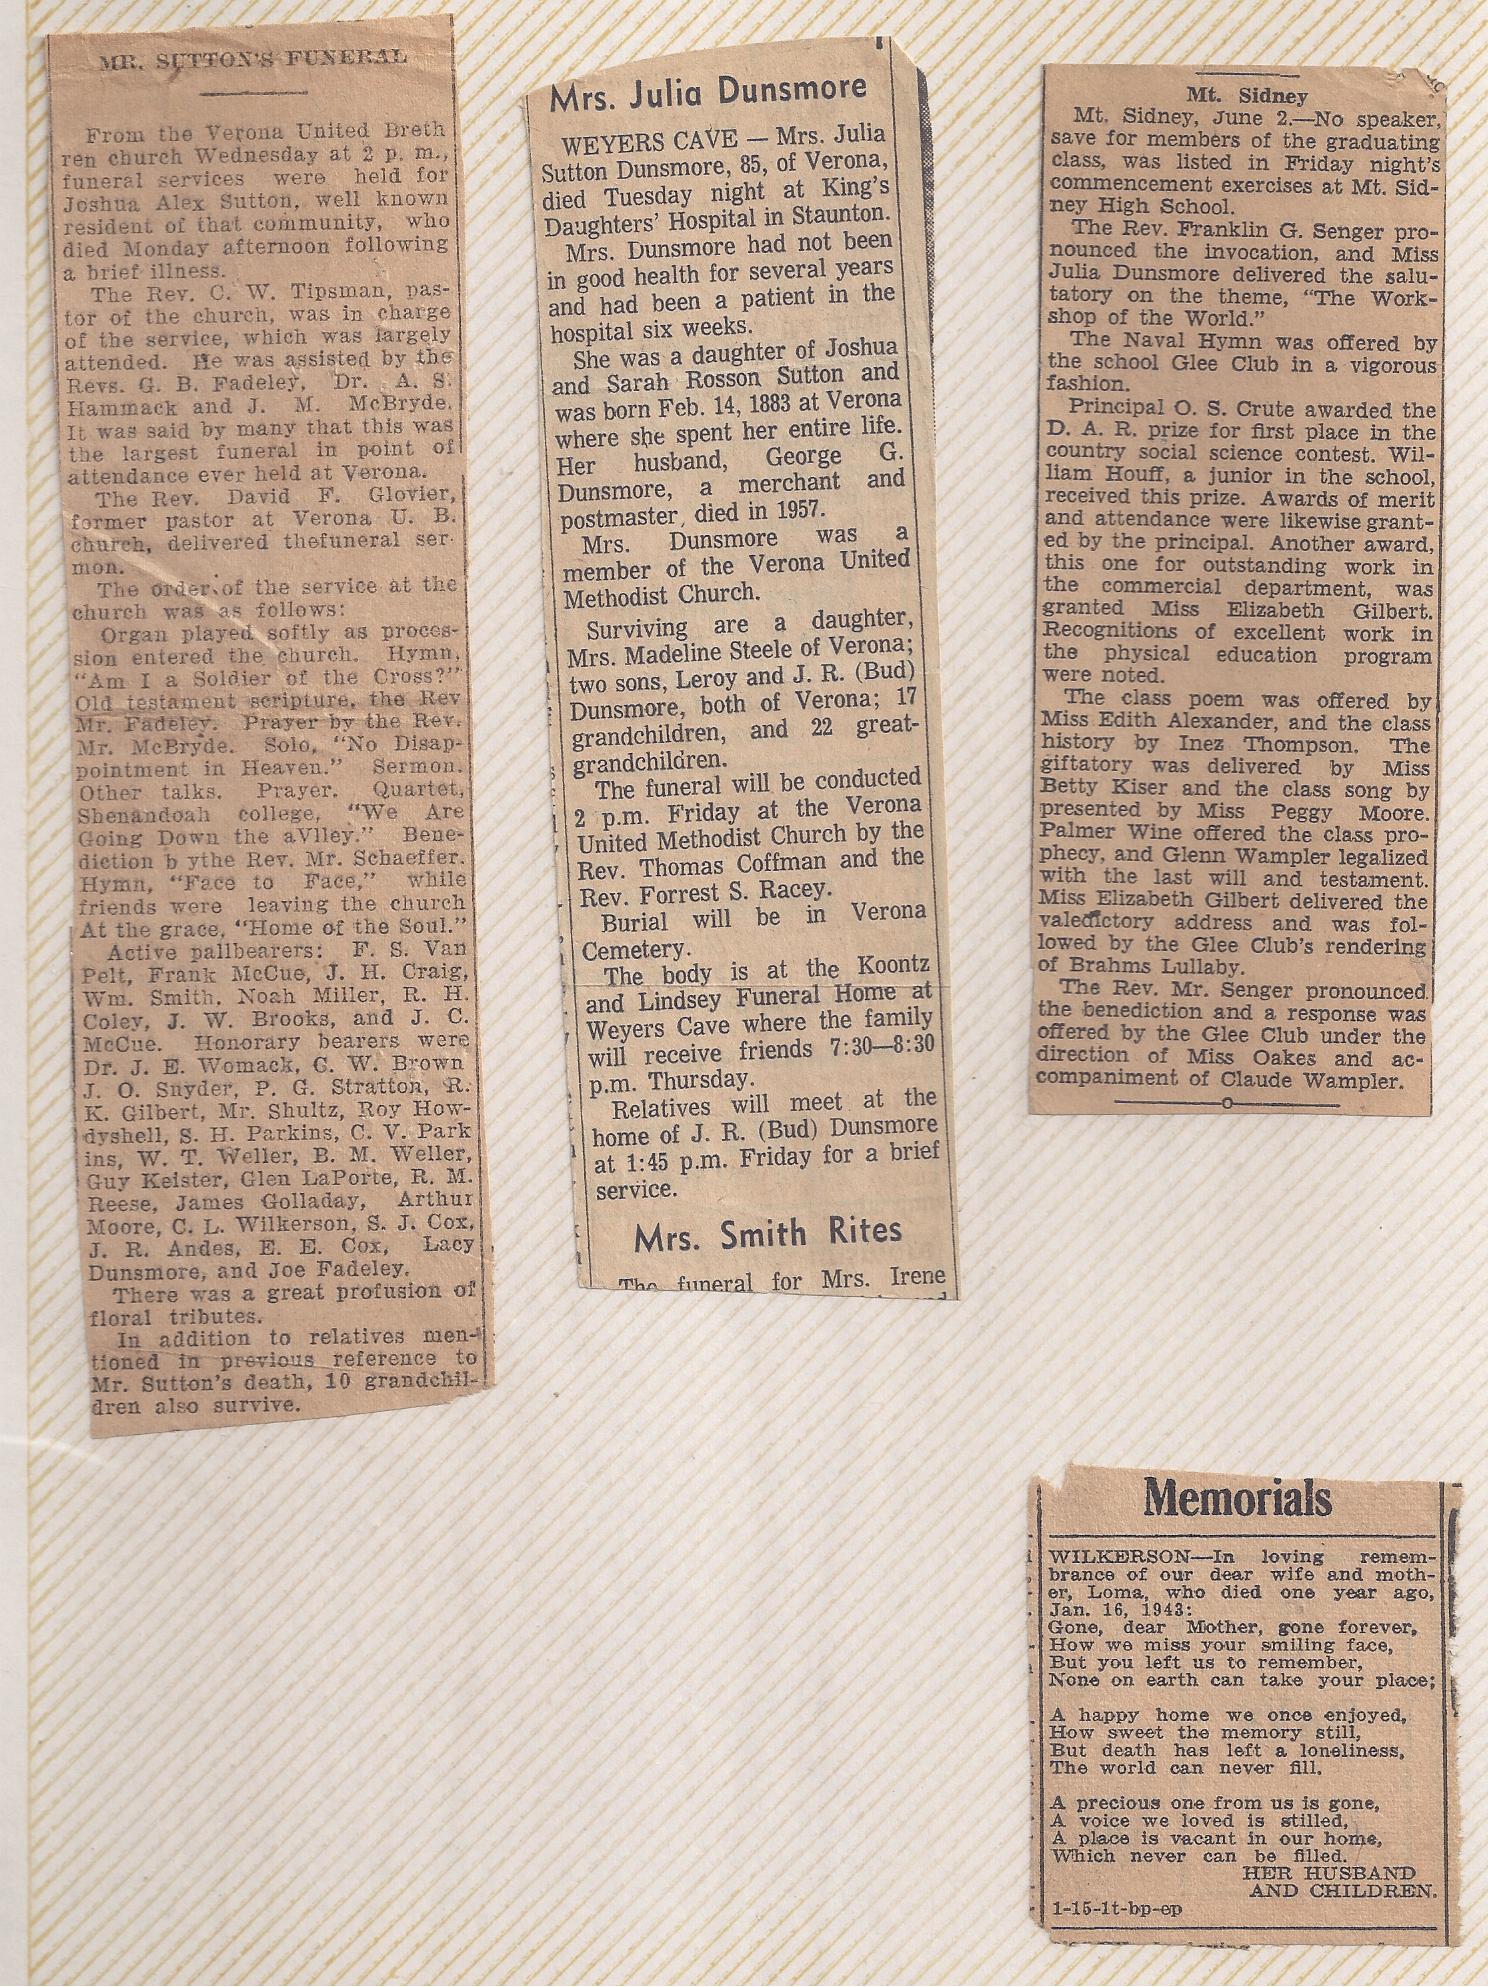 MR. SUTTON'S FUNERAL
From the Verona United Breth
ren church Wednesday at 2 p. m.,
funeral services were held for
Joshua Alex Sutton, well known
resident of that community, who
died Monday afternoon following
a brief illness.
The Rev. C. W. Tipsman, pas-
tor of the church, was in charge
of the service, which was largely
attended. He was assisted by the
Revs. G. B. Fadeley, Dr. A. S.
Hammack and J. M. McBryde.
It was said by many that this was
the largest funeral in point of
attendance ever held at Verona.
The Rev. David F. Glovier,
former pastor at Verona U. B.
church, delivered thefuneral ser-
mon.
The order of the service at the
church was as follows:
Organ played softly as proces-
sion entered the church. Hymn,
"Am I a Soldier of the Cross?"
Old testament scripture, the Rev
Mr. Fadeley. Prayer by the Rev.
Mr. McBryde. Solo, "No Disap-
pointment in Heaven." Sermon.
Other talks. Prayer. Quartet,
Shenandoah college, "We Are
Going Down the aVlley." Bene-
diction b ythe Rev. Mr. Schaeffer.
Hymn, "Face to Face," while
friends were leaving the church
At the grace, "Home of the Soul."
Active pallbearers: F. S. Van
Pelt, Frank McCue, J. H. Craig,
Wm. Smith, Noah Miller, R. H.
Coley, J. W. Brooks, and J. C.
McCue. Honorary bearers were
Dr. J. E. Womack, C. W. Brown
J. O. Snyder, P. G. Stratton, R.
K. Gilbert, Mr. Shultz, Roy How-
dyshell, S. H. Parkins, C. V. Park
ins, W. T. Weller, B. M. Weller,
Guy Keister, Glen LaPorte, R. M.
Reese, James Golladay, Arthur
Moore, C. L. Wilkerson, S. J. Cox,
J. R. Andes, E. E. Cox, Lacy
Dunsmore, and Joe Fadeley.
There was a great profusion of
floral tributes.
In addition to relatives men-
tioned in previous reference to
Mr. Sutton's death, 10 grandchil-
dren also survive.
Mrs. Julia Dunsmore
WEYERS CAVE — Mrs. Julia
Sutton Dunsmore, 85, of Verona,
died Tuesday night at King's
Daughters' Hospital in Staunton.
Mrs. Dunsmore had not been
in good health for several years
and had been a patient in the
hospital six weeks.
She was a daughter of Joshua
and Sarah Rosson Sutton and
was born Feb. 14, 1883 at Verona
where she spent her entire life.
Her husband, George G.
Dunsmore, a merchant and
postmaster, died in 1957.
Mrs. Dunsmore was a
member of the Verona United
Methodist Church.
Surviving are a daughter,
Mrs. Madeline Steele of Verona;
two sons, Leroy and J. R. (Bud)
Dunsmore, both of Verona; 17
grandchildren, and 22 great-
grandchildren.
The funeral will be conducted
2 p.m. Friday at the Verona
United Methodist Church by the
Rev. Thomas Coffman and the
Rev. Forrest S. Racey.
Burial will be in Verona
Cemetery.
The body is at the Koontz
and Lindsey Funeral Home at
Weyers Cave where the family
will receive friends 7:30—8:30
p.m. Thursday.
Relatives will meet at the
home of J. R. (Bud) Dunsmore
at 1:45 p.m. Friday for a brief
service.
Mrs. Smith Rites
The funeral for Mrs. Irene
Mt. Sidney
Mt. Sidney, June 2.—No speaker,
save for members of the graduating
class, was listed in Friday night's
commencement exercises at Mt. Sid-
ney High School.
The Rev. Franklin G. Senger pro-
nounced the invocation, and Miss
Julia Dunsmore delivered the salu-
tatory on the theme, "The Work-
shop of the World."
The Naval Hymn was offered by
the school Glee Club in a vigorous
fashion.
Principal O. S. Crute awarded the
D. A. R. prize for first place in the
country social science contest. Wil-
liam Houff, a junior in the school,
received this prize. Awards of merit
and attendance were likewise grant-
ed by the principal. Another award,
this one for outstanding work in
the commercial department, was
granted Miss Elizabeth Gilbert.
Recognitions of excellent work in
the physical education program
were noted.
The class poem was offered by
Miss Edith Alexander, and the class
history by Inez Thompson. The
giftatory was delivered by Miss
Betty Kiser and the class song by
presented by Miss Peggy Moore.
Palmer Wine offered the class pro-
phecy, and Glenn Wampler legalized
with the last will and testament.
Miss Elizabeth Gilbert delivered the
valedictory address and was fol-
lowed by the Glee Club's rendering
of Brahms Lullaby.
The Rev. Mr. Senger pronounced
the benediction and a response was
offered by the Glee Club under the
direction of Miss Oakes and ac-
companiment of Claude Wampler.
Memorials
WILKERSON—In loving remem-
brance of our dear wife and moth-
er, Loma, who died one year ago,
Jan. 16, 1943:
Gone, dear Mother, gone forever,
How we miss your smiling face,
But you left us to remember,
None on earth can take your place;
A happy home we once enjoyed,
How sweet the memory still,
But death has left a loneliness,
The world can never fill.
A precious one from us is gone,
A voice we loved is stilled,
A place is vacant in our home,
Which never can be filled.
HER HUSBAND
AND CHILDREN.
1-15-1t-bp-ep